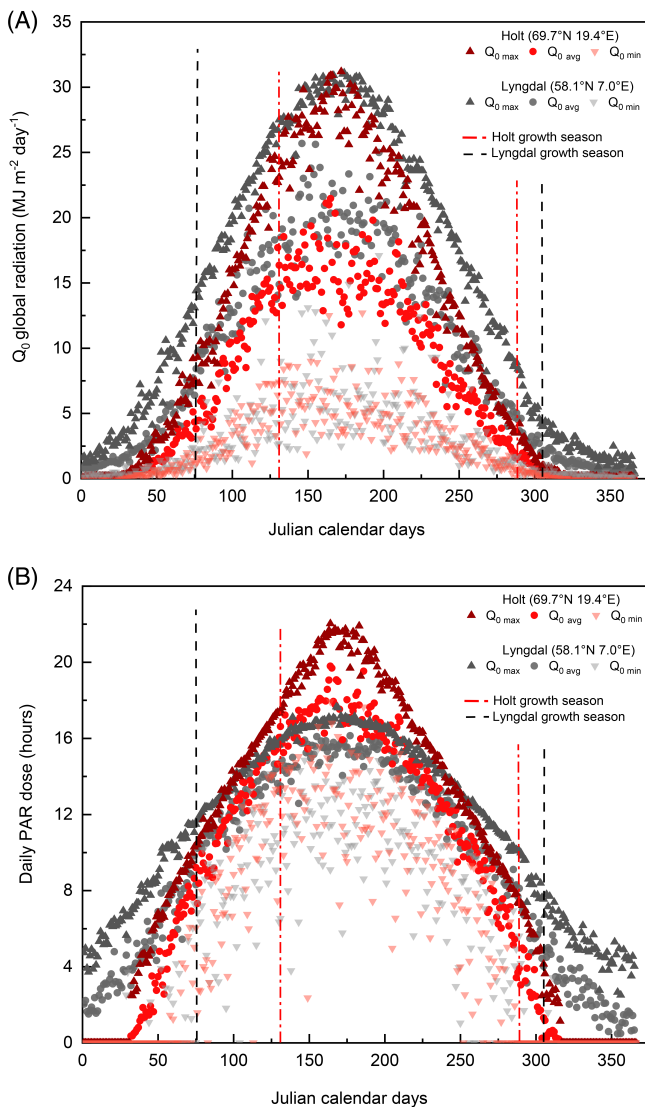 (A)
Holt (69.7°N 19.4°E)
Q0 max Q0 avg Q0 min
Lyngdal (58.1°N 7.0°E)
Q0 max Q0 avg Q0 min
Holt growth season
Lyngdal growth season
35
30
25
20
15
10
5
0
Q0 global radiation (MJ m-2 day-1)
0 50 100 150 200 250 300 350
Julian calendar days
(B)
Holt (69.7°N 19.4°E)
Q0 max Q0 avg Q0 min
Lyngdal (58.1°N 7.0°E)
Q0 max Q0 avg Q0 min
Holt growth season
Lyngdal growth season
24
20
16
12
8
4
0
Daily PAR dose (hours)
0 50 100 150 200 250 300 350
Julian calendar days